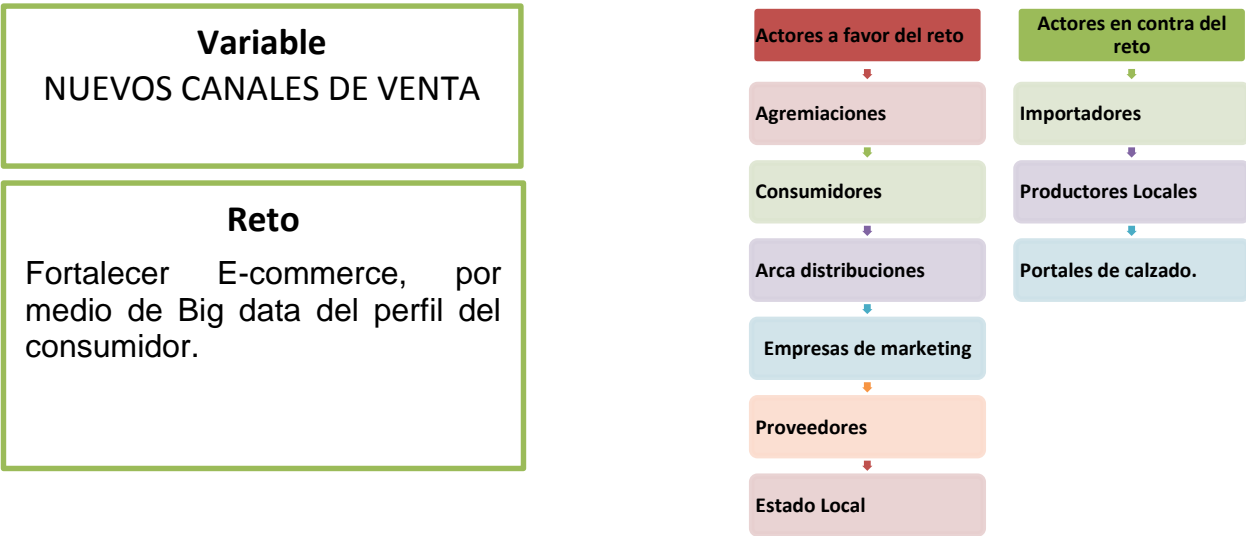 Variable
NUEVOS CANALES DE VENTA
Reto
Fortalecer E-commerce, por
medio de Big data del perfil del
consumidor.
Actores a favor del reto
Agremiaciones
Consumidores
Arca distribuciones
Empresas de marketing
Proveedores
Estado Local
Actores en contra del
reto
Importadores
Productores Locales
Portales de calzado.